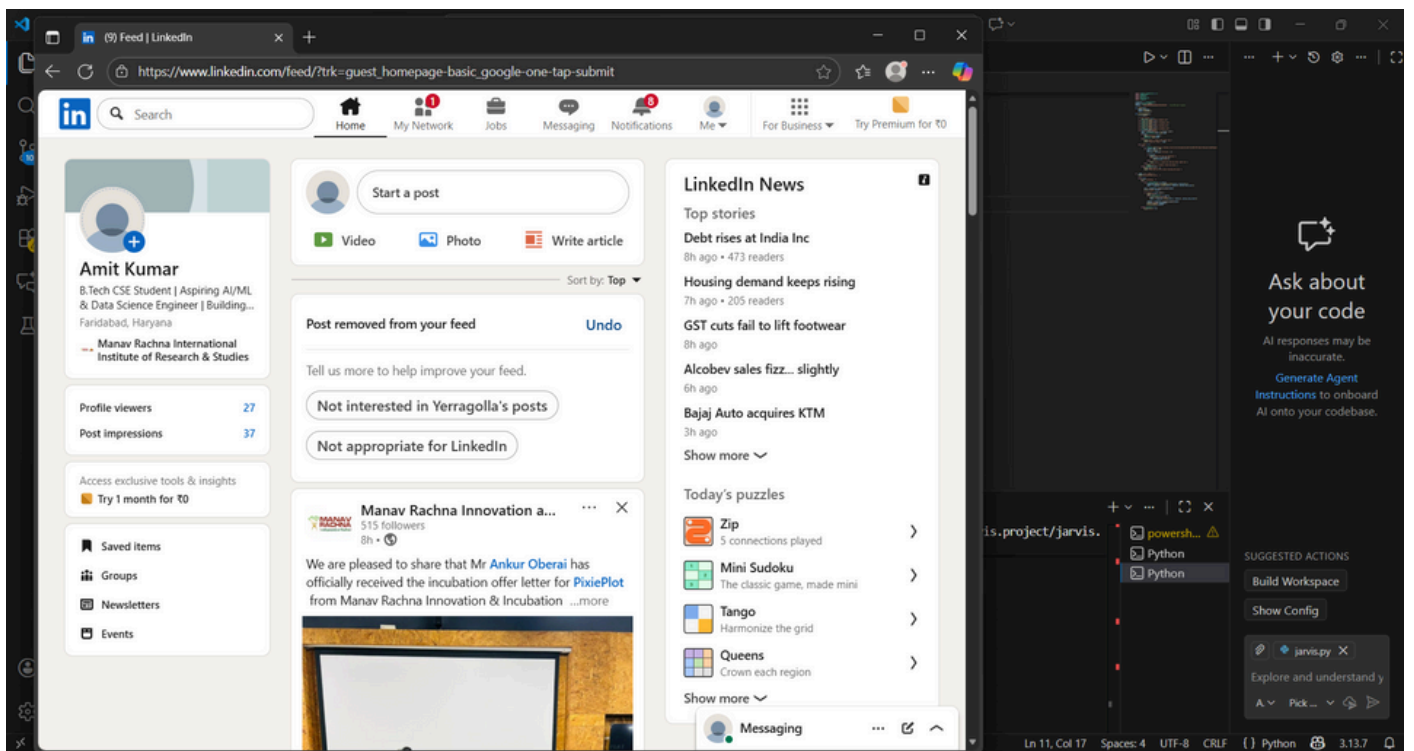 (9) Feed | LinkedIn
https://www.linkedin.com/feed/?trk=guest_homepage-basic_google-one-tap-submit
in
Search
Home
My Network
1
Jobs
Messaging
Notifications
8
Me
For Business
Try Premium for ₹0
Amit Kumar
B.Tech CSE Student | Aspiring AI/ML
& Data Science Engineer | Building...
Faridabad, Haryana
Manav Rachna International
Institute of Research & Studies
Profile viewers 27
Post impressions 37
Access exclusive tools & insights
Try 1 month for ₹0
Saved items
Groups
Newsletters
Events
Start a post
Video
Photo
Write article
Sort by: Top
Post removed from your feed
Undo
Tell us more to help improve your feed.
Not interested in Yerragolla's posts
Not appropriate for LinkedIn
MANAV
RACHNA
Manav Rachna Innovation a...
515 followers
8h •
We are pleased to share that Mr Ankur Oberai has
officially received the incubation offer letter for PixiePlot
from Manav Rachna Innovation & Incubation ...more
LinkedIn News
Top stories
Debt rises at India Inc
8h ago • 473 readers
Housing demand keeps rising
7h ago • 205 readers
GST cuts fail to lift footwear
8h ago
Alcobev sales fizz... slightly
6h ago
Bajaj Auto acquires KTM
3h ago
Show more
Today's puzzles
Zip
5 connections played
Mini Sudoku
The classic game, made mini
Tango
Harmonize the grid
Queens
Crown each region
Show more
Messaging
10
is.project/jarvis.
powersh...
Python
Python
Ask about
your code
AI responses may be
inaccurate.
Generate Agent
Instructions to onboard
AI onto your codebase.
SUGGESTED ACTIONS
Build Workspace
Show Config
jarvis.py
Explore and understand y
A.
Pick ...
Ln 11, Col 17 Spaces: 4 UTF-8 CRLF { } Python 3.13.7